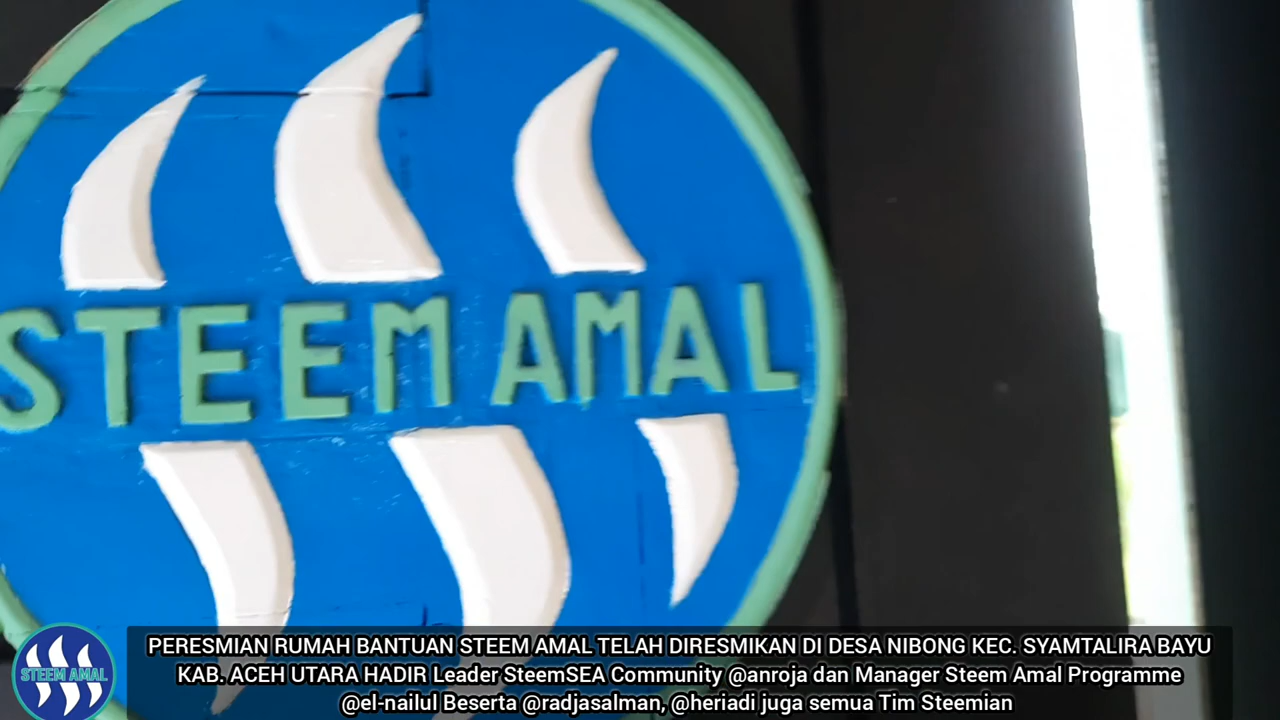 STEEM AMAL
STEEM AMAL
PERESMIAN RUMAH BANTUAN STEEM AMAL TELAH DIRESMIKAN DI DESA NIBONG KEC. SYAMTALIRA BAYU
KAB. ACEH UTARA HADIR Leader SteemSEA Community @anroja dan Manager Steem Amal Programme
@el-nailul Beserta @radjasalman, @heriadi juga semua Tim Steemian